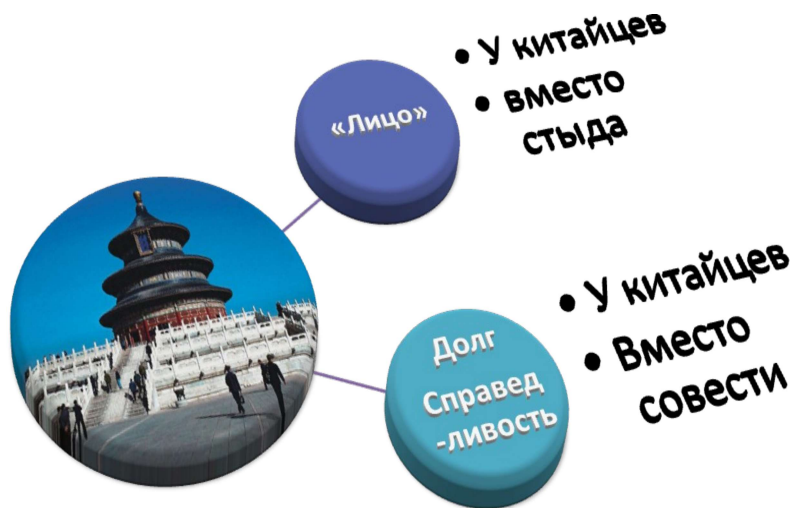 «Лицо»
• У китайцев
• вместо
стыда
Долг
Справед
-ливость
• У китайцев
• Вместо
совести